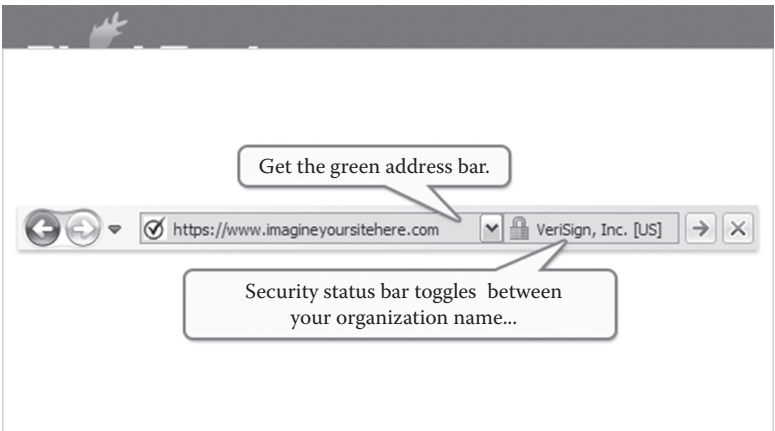 Get the green address bar.
https://www.imagineyoursitehere.com
VeriSign, Inc. [US]
Security status bar toggles between
your organization name...